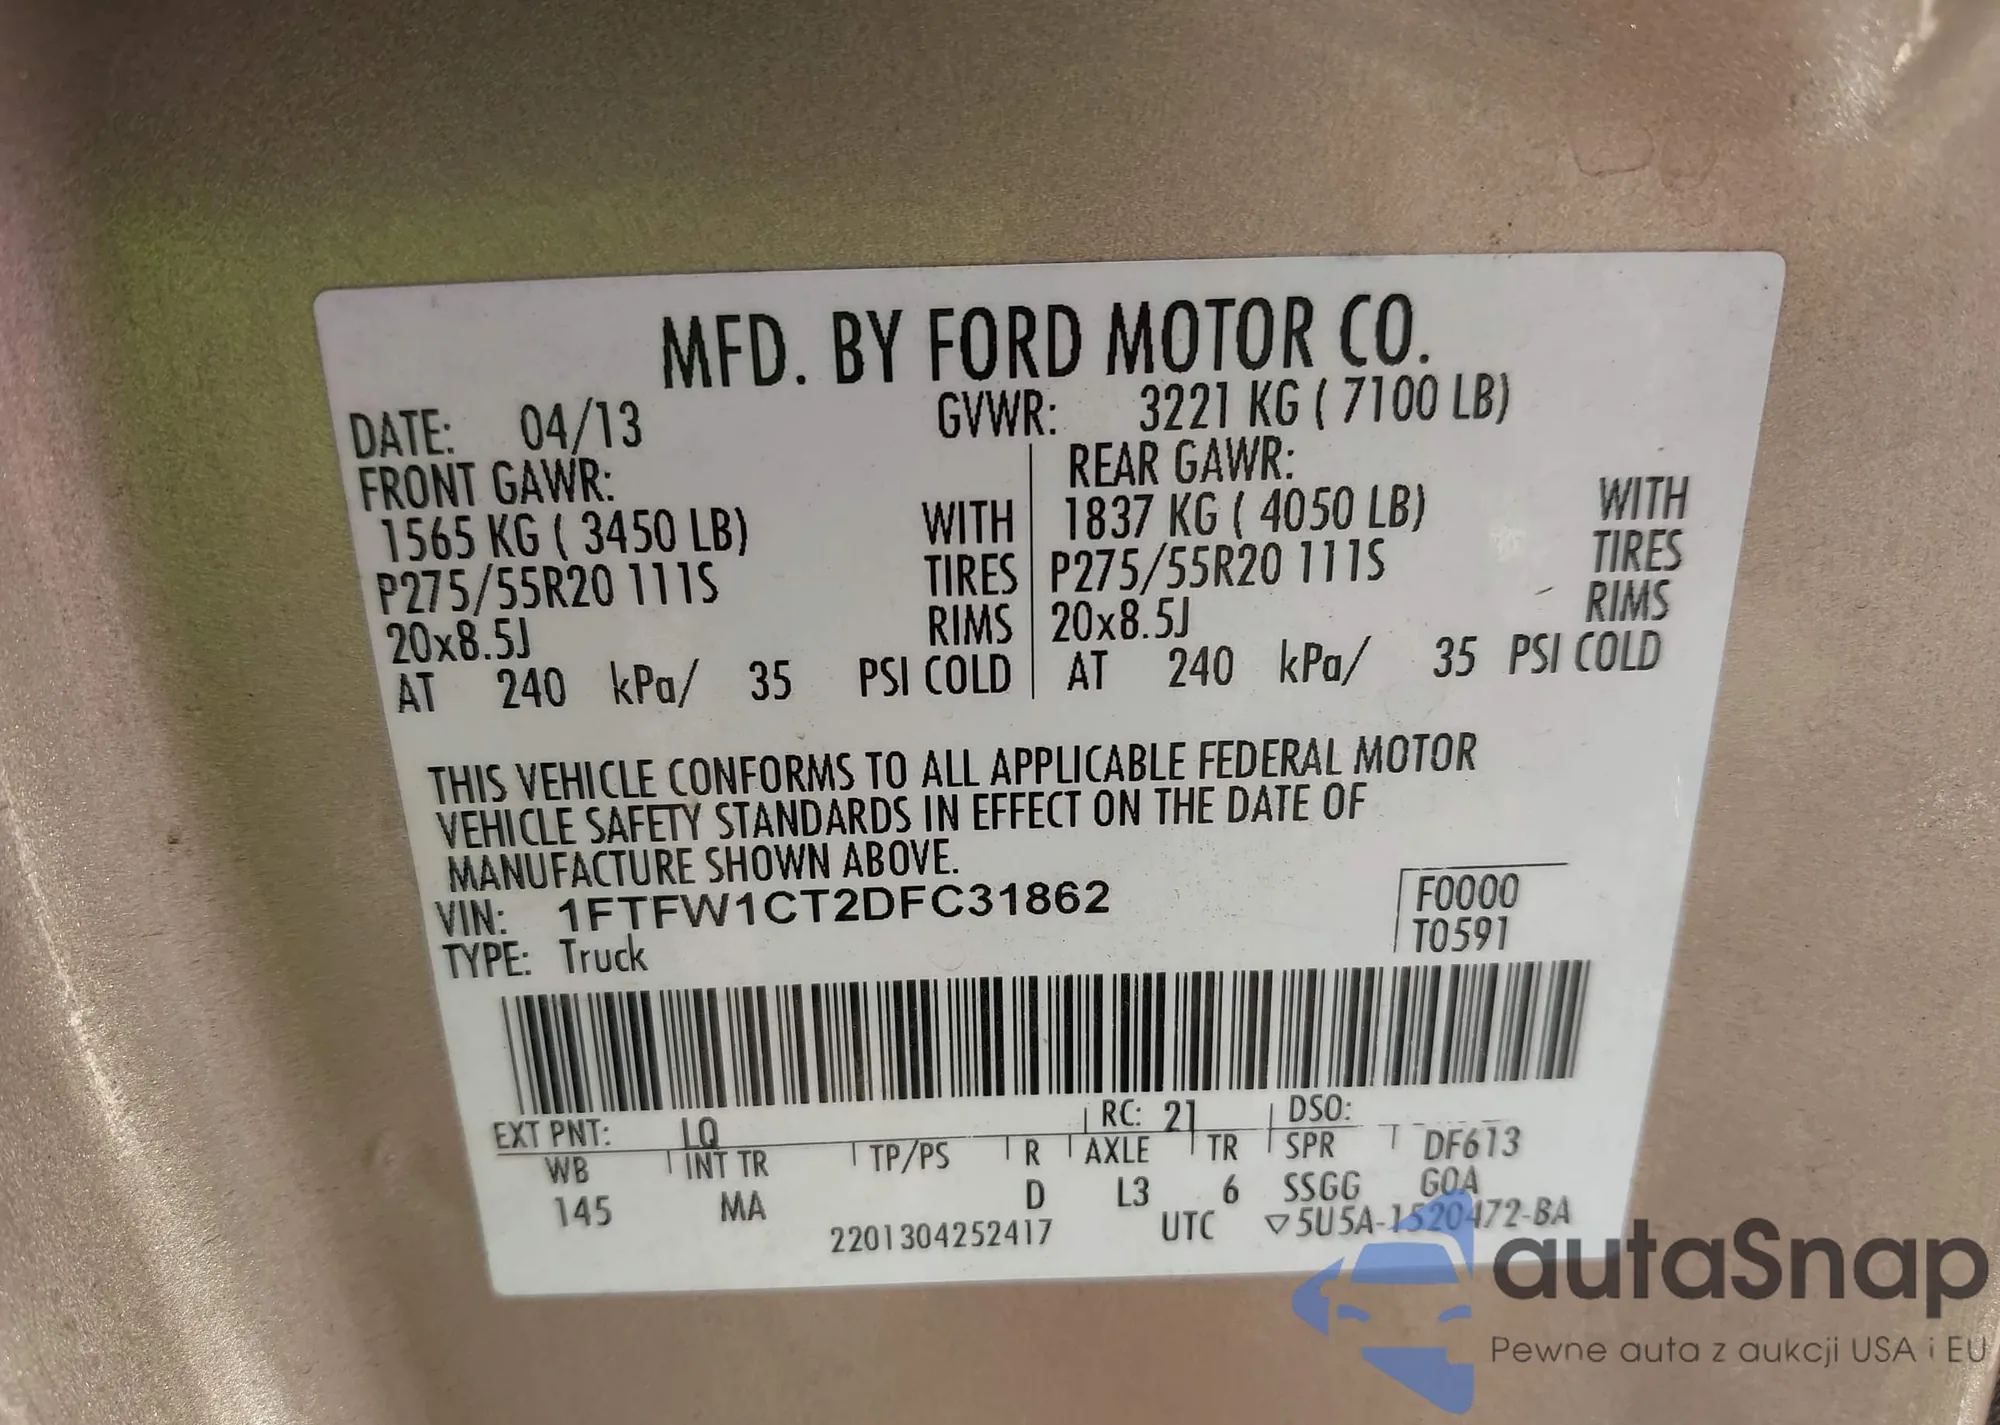 MFD. BY FORD MOTOR CO.
DATE: 04/13 GVWR: 3221 KG ( 7100 LB)
FRONT GAWR: REAR GAWR:
1565 KG ( 3450 LB) WITH 1837 KG ( 4050 LB) WITH
P275/55R20 111S TIRES P275/55R20 111S TIRES
20x8.5J RIMS 20x8.5J RIMS
AT 240 kPa/ 35 PSI COLD AT 240 kPa/ 35 PSI COLD
THIS VEHICLE CONFORMS TO ALL APPLICABLE FEDERAL MOTOR
VEHICLE SAFETY STANDARDS IN EFFECT ON THE DATE OF
MANUFACTURE SHOWN ABOVE.
VIN: 1FTFW1CT2DFC31862 F0000
TYPE: Truck T0591
EXT PNT: LQ RC: 21 DSO:
WB INT TR TP/PS R AXLE TR SPR DF613
145 MA D L3 6 SSGG GOA
2201304252417 UTC ▽5U5A-1520472-BA
autaSnap
Pewne auta z aukcji USA i EU